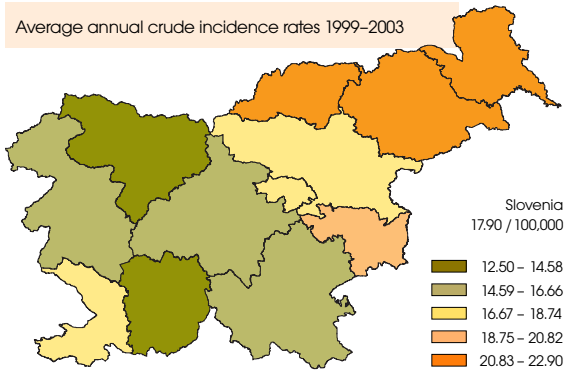 Average annual crude incidence rates 1999–2003
Slovenia
17.90 / 100,000
12.50 – 14.58
14.59 – 16.66
16.67 – 18.74
18.75 – 20.82
20.83 – 22.90